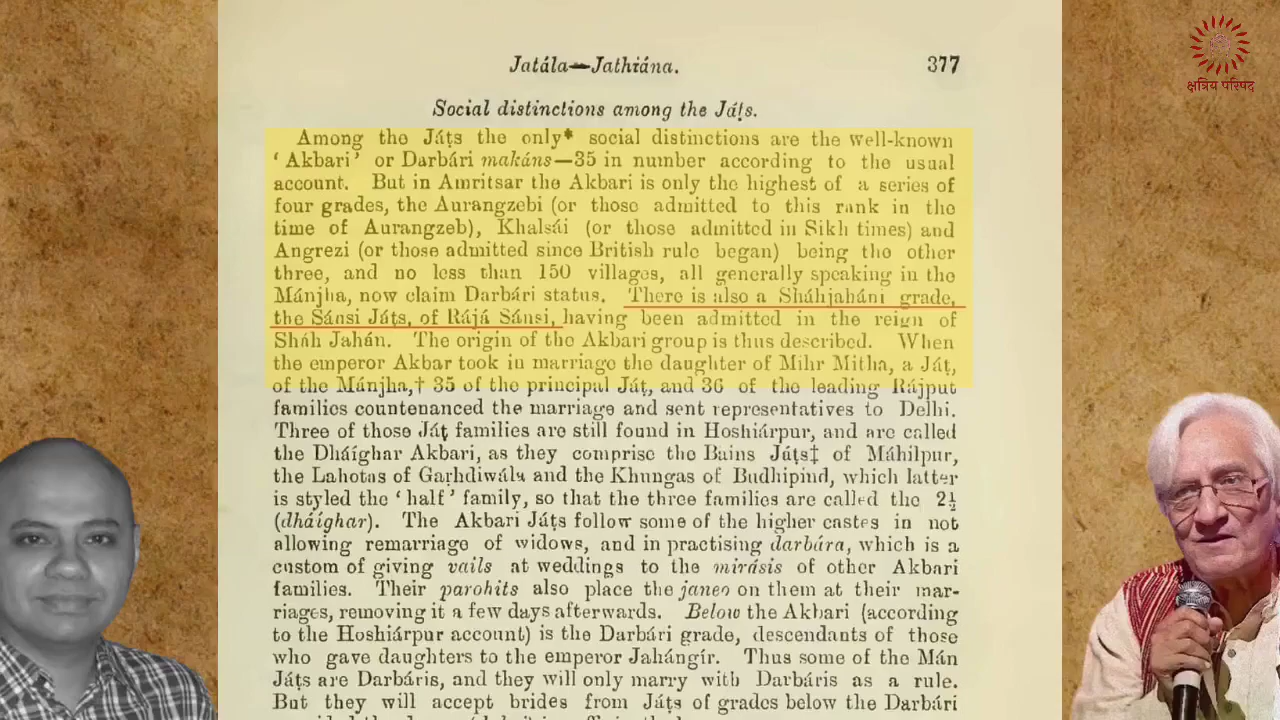 Jatála—Jathiána. 377
क्षत्रिय परिषद
Social distinctions among the Játs.
Among the Játs the only* social distinctions are the well-known
‘Akbari’ or Darbári makáns—35 in number according to the usual
account. But in Amritsar the Akbari is only the highest of a series of
four grades, the Aurangzebi (or those admitted to this rank in the
time of Aurangzeb), Khalsái (or those admitted in Sikh times) and
Angrezi (or those admitted since British rule began) being the other
three, and no less than 150 villages, all generally speaking in the
Mánjha, now claim Darbári status. There is also a Sháhjaháni grade,
the Sánsi Játs, of Rájá Sánsi, having been admitted in the reign of
Sháh Jahán. The origin of the Akbari group is thus described. When
the emperor Akbar took in marriage the daughter of Mihr Mitha, a Ját,
of the Mánjha,† 35 of the principal Ját, and 36 of the leading Rájput
families countenanced the marriage and sent representatives to Delhi.
Three of those Ját families are still found in Hoshiárpur, and are called
the Dháíghar Akbari, as they comprise the Bains Játs‡ of Máhilpur,
the Lahotas of Garhdiwála and the Khungas of Budhipind, which latter
is styled the ‘half’ family, so that the three families are called the 2½
(dháíghar). The Akbari Játs follow some of the higher castes in not
allowing remarriage of widows, and in practising darbára, which is a
custom of giving vails at weddings to the mirásis of other Akbari
families. Their parohits also place the janeo on them at their mar-
riages, removing it a few days afterwards. Below the Akbari (according
to the Hoshiárpur account) is the Darbári grade, descendants of those
who gave daughters to the emperor Jahángír. Thus some of the Mán
Játs are Darbáris, and they will only marry with Darbáris as a rule.
But they will accept brides from Játs of grades below the Darbári